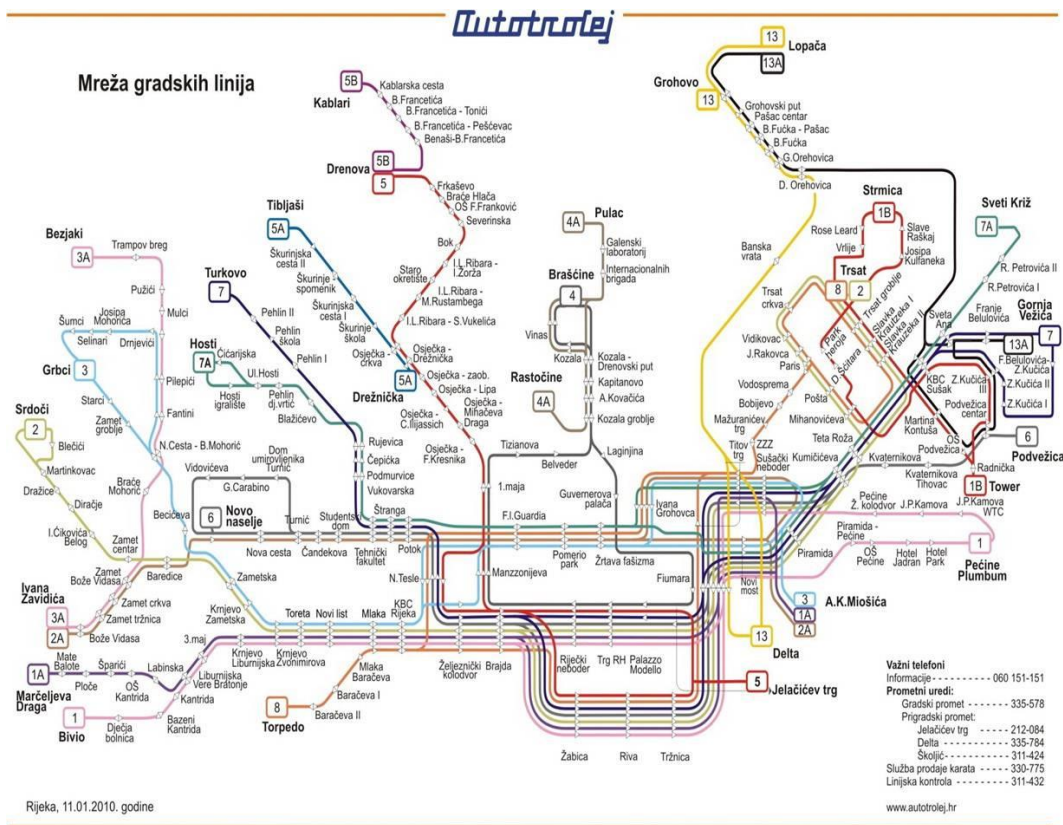 Autotrolej
Mreža gradskih linija
5B
Kablari
Kablarska cesta
B.Francetića
B.Francetića - Tonići
B.Francetića - Pešćevac
Benaši-B.Francetića
5B
Drenova
5
Frkaševo
Braće Hlača
OŠ F.Franković
Severinska
Bok
I.L.Ribara -
I.Žorža
Staro
okretište
I.L.Ribara -
M.Rustambega
I.L.Ribara - S.Vukelića
Osječka -
Drežnička
Osječka - zaob.
Osječka - Lipa
Osječka -
Mihačeva
Draga
Osječka -
C.Ilijassich
Osječka -
F.Kresnika
1.maja
Tibljaši
5A
Škurinjska
cesta II
Škurinje
spomenik
Škurinjska
cesta I
Škurinje
škola
Osječka -
crkva
5A
Drežnička
Turkovo
7
Pehlin II
Pehlin
škola
Pehlin I
Hosti
7A
Ćićarijska
Ul.Hosti
Hosti
igralište
Pehlin
dj.vrtić
Blažićevo
Rujevica
Čepička
Podmurvice
Vukovarska
Bezjaki
3A
Trampov breg
Pužići
Mulci
Šumci
Josipa
Mohorića
Selinari
Drnjevići
Grbci
3
Pilepići
Starci
Fantini
Zamet
groblje
N.Cesta - B.Mohorić
Srdoči
2
Blečići
Martinkovac
Dražice
Diračje
I.Ćikovića
Belog
Braće
Mohorić
Bećićeva
Zamet
centar
Zamet
Bože Vidasa
Baredice
Zamet crkva
Zamet tržnica
Bože Vidasa
Ivana
Zavidića
3A
2A
Vidovićeva
Dom
umirovljenika
Turnić
G.Carabino
6
Novo
naselje
Turnić
Studentski
dom
Štranga
Nova cesta
Čandekova
Tehnički
fakultet
Potok
N.Tesle
Zametska
Krnjevo
Zametska
Toreta
Novi list
Mlaka
KBC
Rijeka
3.maj
Krnjevo
Liburnijska
Krnjevo
Zvonimirova
Mlaka
Baračeva
Baračeva I
Baračeva II
8
Torpedo
Mate
Balote
Šparići
Labinska
Ploče
OŠ
Kantrida
Liburnijska
Vere Bratonje
Kantrida
1A
Marčeljeva
Draga
1
Bivio
Dječja
bolnica
Bazeni
Kantrida
Željeznički
kolodvor
Brajda
Manzzonijeva
F.I.Guardia
Pomerio
park
Žrtava fašizma
Ivana
Grohovca
Fiumara
Riječki
neboder
Trg RH
Palazzo
Modello
Žabica
Riva
Tržnica
5
Jelačićev trg
Pulac
4A
Galenski
laboratorij
Internacionalnih
brigada
Brašćine
4
Vinas
Kozala
Kozala -
Drenovski put
Kapitanovo
A.Kovačića
Kozala groblje
Rastočine
4A
Tizianova
Belveder
Laginjina
Guvernerova
palača
13
Lopača
13A
Grohovo
13
Grohovski put
Pašac centar
B.Fućka - Pašac
B.Fućka
G.Orehovica
D. Orehovica
Banska
vrata
Strmica
1B
Rose Leard
Vrlije
Slave
Raškaj
Josipa
Kulfaneka
Trsat
8
2
Trsat
crkva
Trsat groblje
Slavka
Krautzeka I
Slavka
Krautzeka II
Park
heroja
D.Šćitara
Vidikovac
J.Rakovca
Paris
Vodosprema
Pošta
Bobijevo
Mihanovićeva
Mažuranićev
trg
Titov
trg
ZZZ
Sušački
neboder
Teta Roža
Kumičićeva
Sveti Križ
7A
R. Petrovića II
R.Petrovića I
Sveta
Ana
Franje
Belulovića
Gornja
Vežica
7
13A
F.Belulovića-
Z.Kučića
Z.Kučića II
Z.Kučića I
Z.Kučića
III
KBC
Sušak
Podvežica
centar
Martina
Kontuša
OŠ
Podvežica
6
Podvežica
Kvaternikova
Kvaternikova
Tihovac
Radnička
1B
Tower
J.P.Kamova
WTC
Pećine
Ž. kolodvor
J.P.Kamova
Piramida -
Pećine
OŠ
Pećine
Hotel
Jadran
Hotel
Park
1
Pećine
Plumbum
Piramida
Novi
most
3
A.K.Miošića
1A
2A
13
Delta
Važni telefoni
Informacije - - - - - - - - - - - 060 151-151
Prometni uredi:
Gradski promet - - - - - - - 335-578
Prigradski promet:
Jelačićev trg - - - - - - 212-084
Delta - - - - - - - - - - - 335-784
Školjić - - - - - - - - - - 311-424
Služba prodaje karata - - - - - 330-775
Linijska kontrola - - - - - - - - - 311-432
Rijeka, 11.01.2010. godine
www.autotrolej.hr